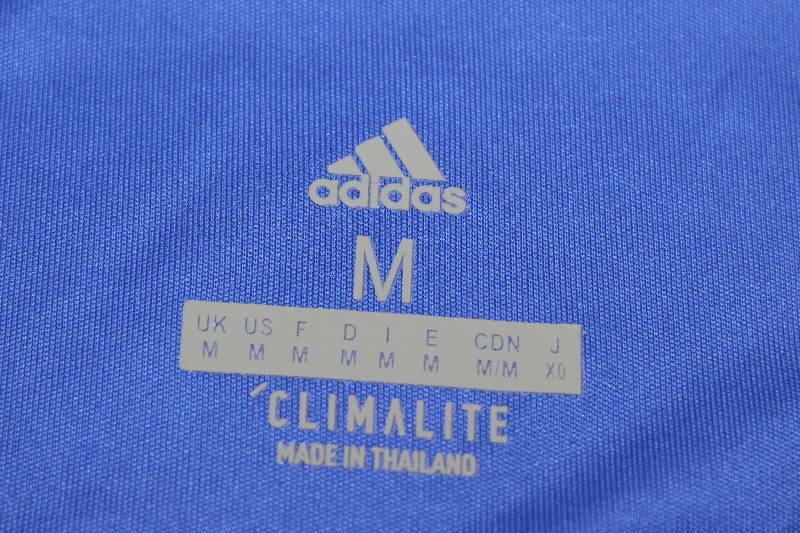 adidas
M
UK US F D I E CDN J
M M M M M M M/M XO
CLIMALITE
MADE IN THAILAND